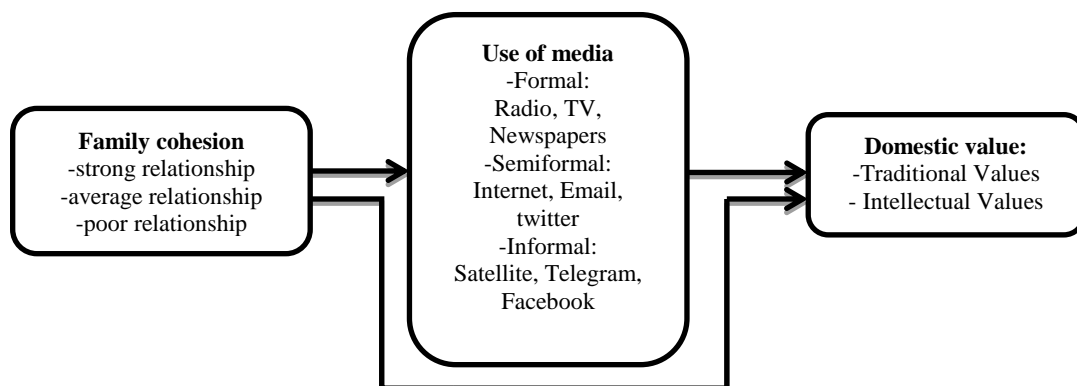 Family cohesion
-strong relationship
-average relationship
-poor relationship
Use of media
-Formal:
Radio, TV,
Newspapers
-Semiformal:
Internet, Email,
twitter
-Informal:
Satellite, Telegram,
Facebook
Domestic value:
-Traditional Values
- Intellectual Values